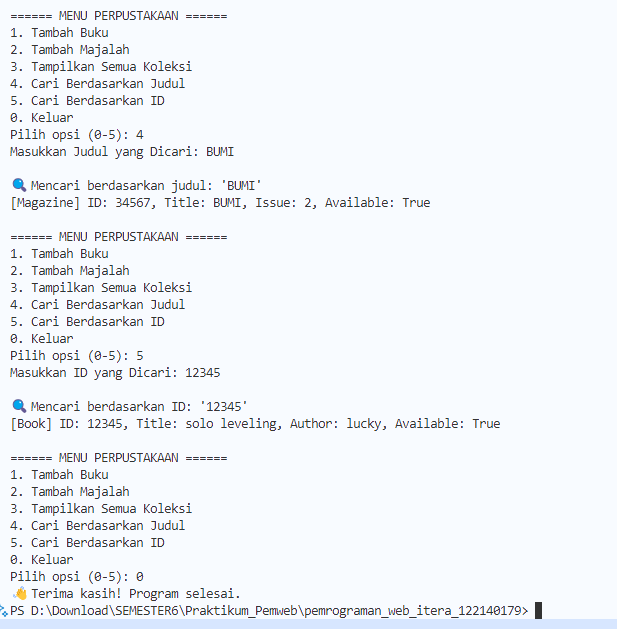 ====== MENU PERPUSTAKAAN ======
1. Tambah Buku
2. Tambah Majalah
3. Tampilkan Semua Koleksi
4. Cari Berdasarkan Judul
5. Cari Berdasarkan ID
0. Keluar
Pilih opsi (0-5): 4
Masukkan Judul yang Dicari: BUMI
🔍 Mencari berdasarkan judul: 'BUMI'
[Magazine] ID: 34567, Title: BUMI, Issue: 2, Available: True
====== MENU PERPUSTAKAAN ======
1. Tambah Buku
2. Tambah Majalah
3. Tampilkan Semua Koleksi
4. Cari Berdasarkan Judul
5. Cari Berdasarkan ID
0. Keluar
Pilih opsi (0-5): 5
Masukkan ID yang Dicari: 12345
🔍 Mencari berdasarkan ID: '12345'
[Book] ID: 12345, Title: solo leveling, Author: lucky, Available: True
====== MENU PERPUSTAKAAN ======
1. Tambah Buku
2. Tambah Majalah
3. Tampilkan Semua Koleksi
4. Cari Berdasarkan Judul
5. Cari Berdasarkan ID
0. Keluar
Pilih opsi (0-5): 0
👋 Terima kasih! Program selesai.
PS D:\Download\SEMESTER6\Praktikum_Pemweb\pemrograman_web_itera_122140179>